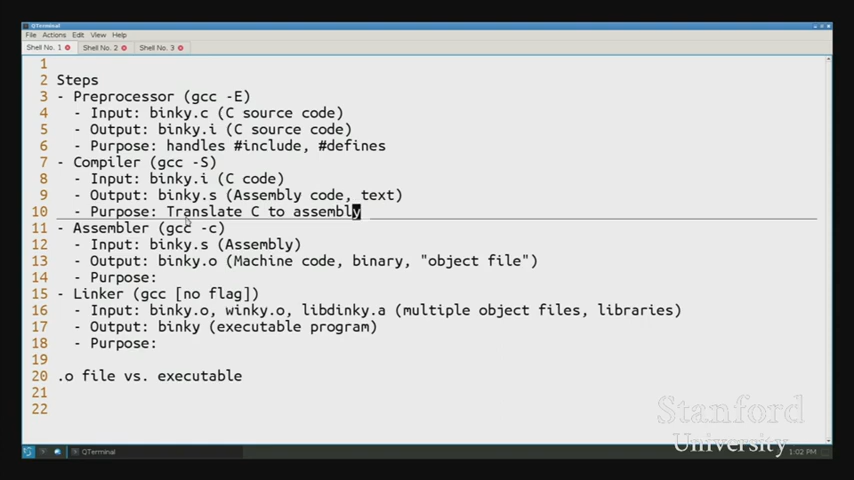 QTerminal
File Actions Edit View Help
Shell No. 1 Shell No. 2 Shell No. 3
1
2 Steps
3 - Preprocessor (gcc -E)
4 - Input: binky.c (C source code)
5 - Output: binky.i (C source code)
6 - Purpose: handles #include, #defines
7 - Compiler (gcc -S)
8 - Input: binky.i (C code)
9 - Output: binky.s (Assembly code, text)
10 - Purpose: Translate C to assembly
11 - Assembler (gcc -c)
12 - Input: binky.s (Assembly)
13 - Output: binky.o (Machine code, binary, "object file")
14 - Purpose:
15 - Linker (gcc [no flag])
16 - Input: binky.o, winky.o, libdinky.a (multiple object files, libraries)
17 - Output: binky (executable program)
18 - Purpose:
19
20 .o file vs. executable
21
22
Stanford
University
QTerminal
1:02 PM